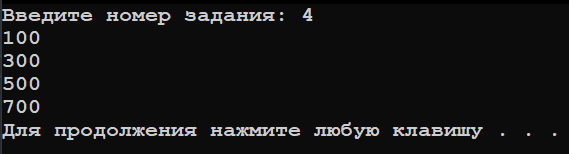 Введите номер задания: 4
100
300
500
700
Для продолжения нажмите любую клавишу . . .